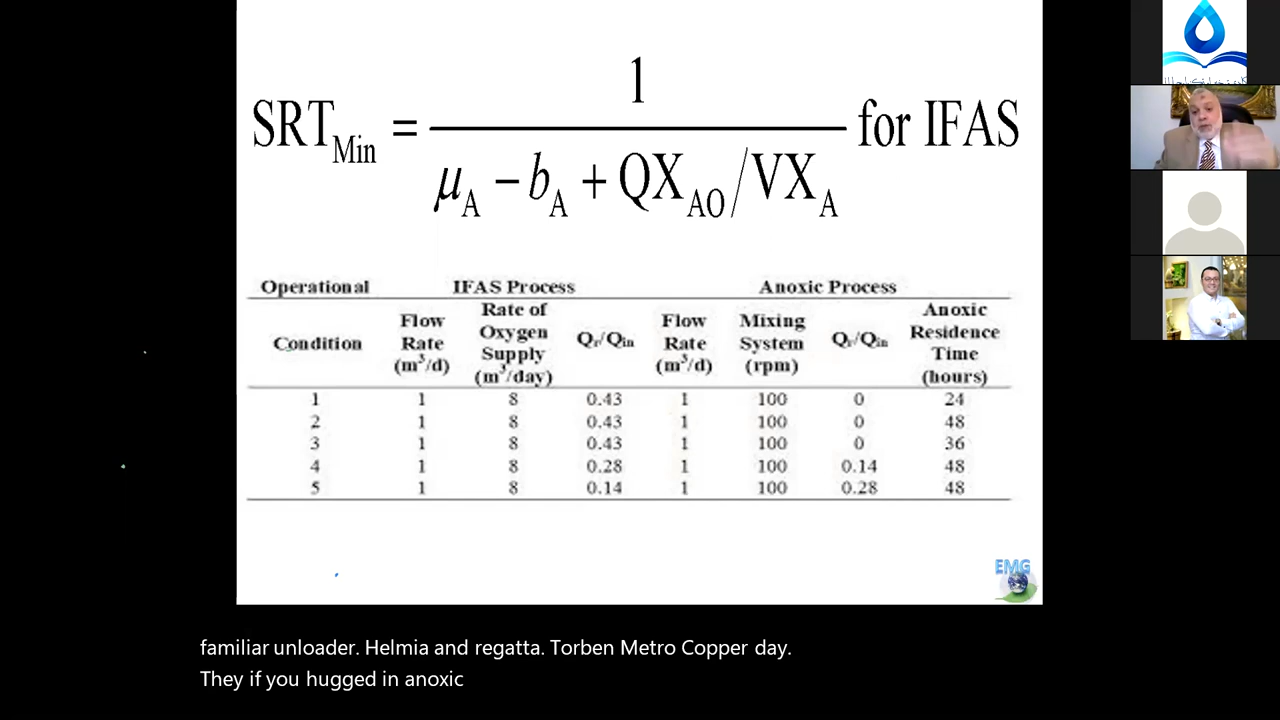 SRT_Min = 1 / (μ_A − b_A + QX_AO/VX_A) for IFAS
Operational IFAS Process Anoxic Process
Condition Flow Rate (m³/d) Rate of Oxygen Supply (m³/day) Qr/Qin Flow Rate (m³/d) Mixing System (rpm) Qr/Qin Anoxic Residence Time (hours)
1 1 8 0.43 1 100 0 24
2 1 8 0.43 1 100 0 48
3 1 8 0.43 1 100 0 36
4 1 8 0.28 1 100 0.14 48
5 1 8 0.14 1 100 0.28 48
EMG
familiar unloader. Helmia and regatta. Torben Metro Copper day.
They if you hugged in anoxic